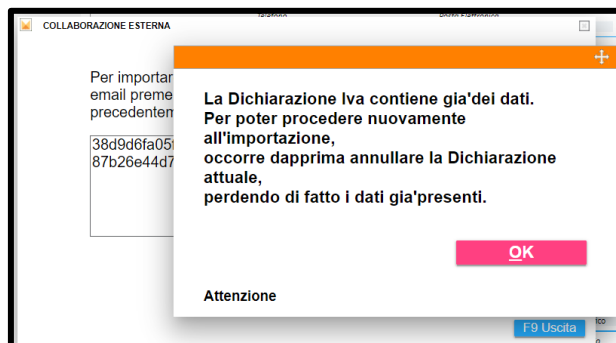 COLLABORAZIONE ESTERNA
Per importar
email preme
precedentem
38d9d6fa05
87b26e44d7
La Dichiarazione Iva contiene gia'dei dati.
Per poter procedere nuovamente
all'importazione,
occorre dapprima annullare la Dichiarazione
attuale,
perdendo di fatto i dati gia'presenti.
OK
Attenzione
F9 Uscita